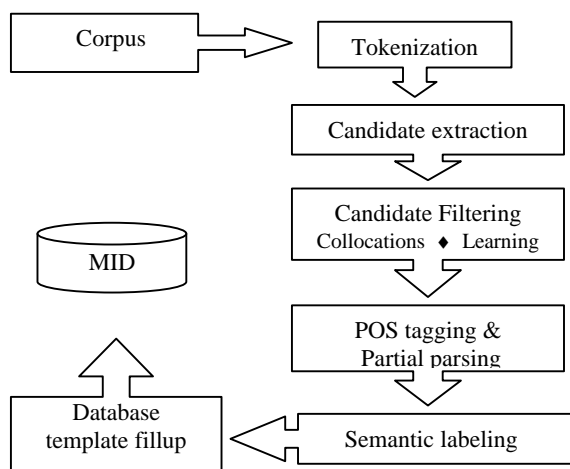 Corpus
Tokenization
Candidate extraction
Candidate Filtering
Collocations ♦ Learning
POS tagging &
Partial parsing
Semantic labeling
Database
template fillup
MID